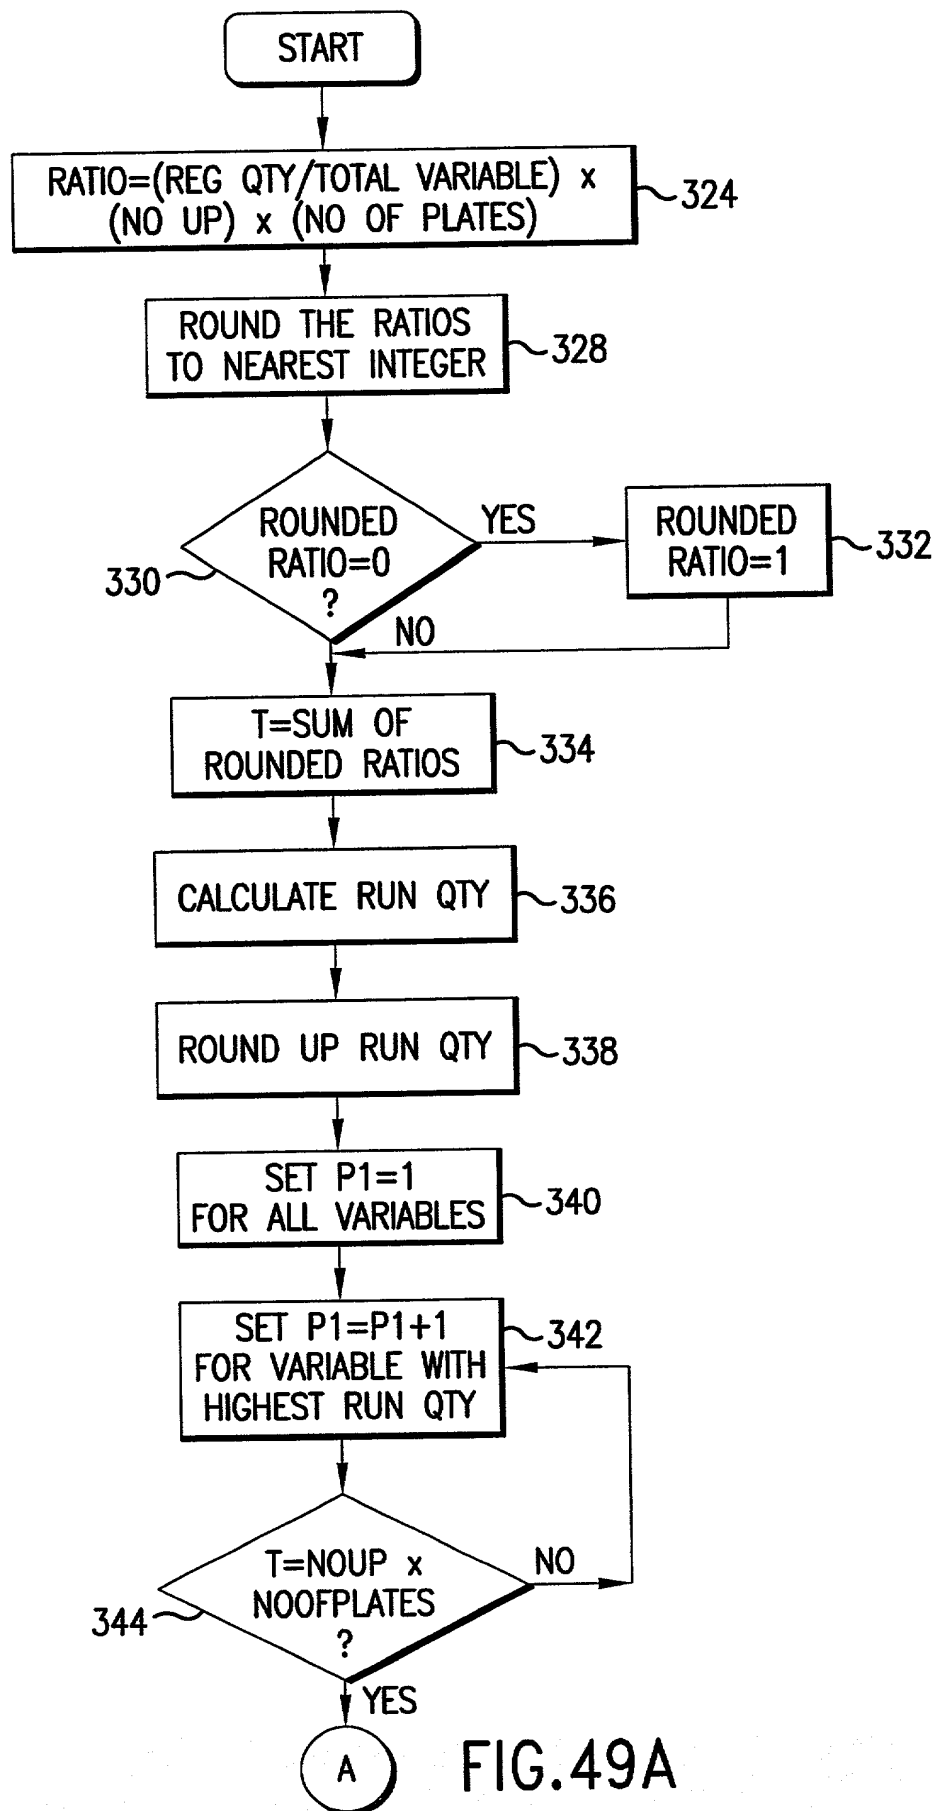 START
RATIO=(REG QTY/TOTAL VARIABLE) x
(NO UP) x (NO OF PLATES)
324
ROUND THE RATIOS
TO NEAREST INTEGER
328
ROUNDED
RATIO=0
?
330
YES
ROUNDED
RATIO=1
332
NO
T=SUM OF
ROUNDED RATIOS
334
CALCULATE RUN QTY
336
ROUND UP RUN QTY
338
SET P1=1
FOR ALL VARIABLES
340
SET P1=P1+1
FOR VARIABLE WITH
HIGHEST RUN QTY
342
T=NOUP x
NOOFPLATES
?
344
NO
YES
A
FIG.49A